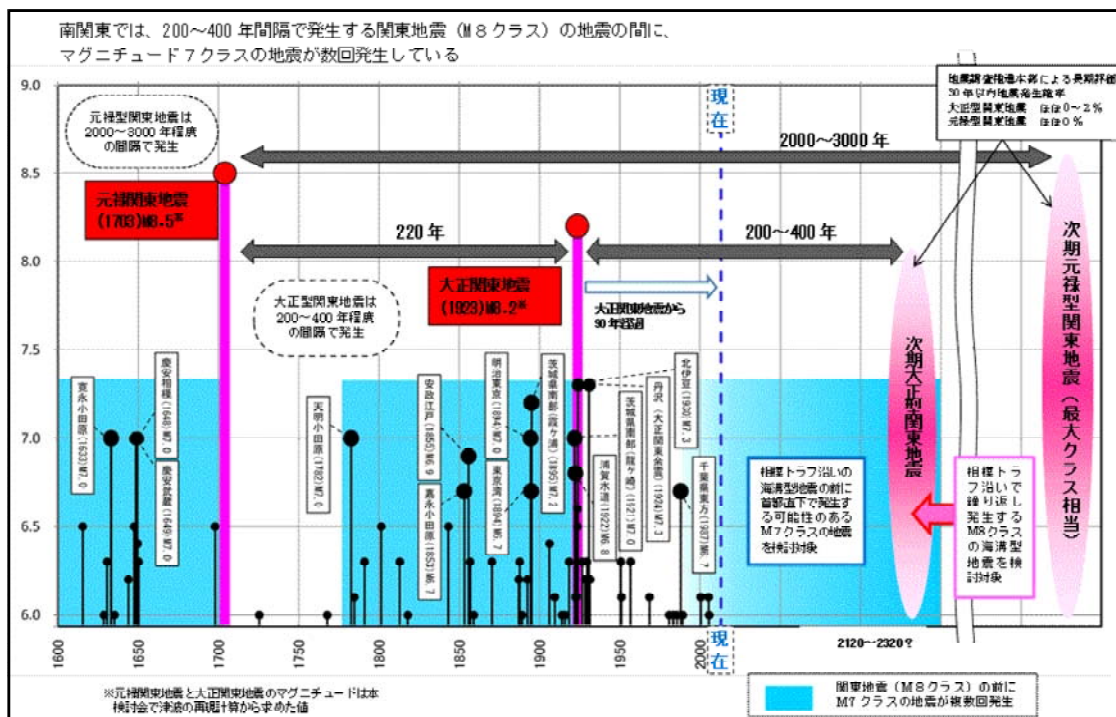 南関東では、200～400年間隔で発生する関東地震（M8クラス）の地震の間に、
マグニチュード7クラスの地震が数回発生している
地震調査推進本部による長期評価
30年以内地震発生確率
大正型関東地震 ほぼ0～2%
元禄型関東地震 ほぼ0%
9.0
8.5
8.0
7.5
7.0
6.5
6.0
元禄型関東地震は
2000～3000年程度
の間隔で発生
現在
2000～3000年
元禄関東地震
(1703)M8.5※
220年
200～400年
大正関東地震
(1923)M8.2※
大正型関東地震は
200～400年程度
の間隔で発生
大正関東地震から
90年経過
寛永小田原(1633)M7.0
慶安相模(1648)M7.0
慶安武蔵(1649)M7.0
天明小田原(1782)M7.0
安政江戸(1855)M6.9
嘉永小田原(1853)M6.7
明治東京(1894)M7.0
東京湾(1894)M6.7
茨城県南部(霞ヶ浦)(1895)M7.2
浦賀水道(1922)M6.8
茨城県南部(龍ヶ崎)(1921)M7.0
丹沢(大正関東余震)(1924)M7.3
北伊豆(1930)M7.3
千葉県東方(1987)M6.7
次期大正型関東地震
次期元禄型関東地震（最大クラス相当）
相模トラフ沿いの
海溝型地震の前に
首都直下で発生す
る可能性のある
M7クラスの地震
を検討対象
相模トラ
フ沿いで
繰り返し
発生する
M8クラス
の海溝型
地震を検
討対象
1600
1650
1700
1750
1800
1850
1900
1950
2000
現在
2120～2320?
※元禄関東地震と大正関東地震のマグニチュードは本
検討会で津波の再現計算から求めた値
関東地震（M8クラス）の前に
M7クラスの地震が複数回発生